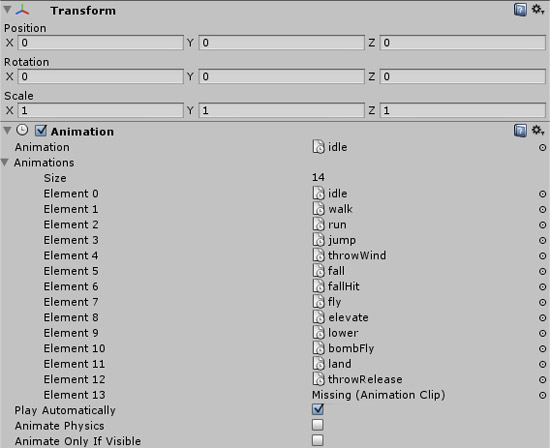 Transform
Position
X 0 Y 0 Z 0
Rotation
X 0 Y 0 Z 0
Scale
X 1 Y 1 Z 1
Animation
Animation idle
Animations
Size 14
Element 0 idle
Element 1 walk
Element 2 run
Element 3 jump
Element 4 throwWind
Element 5 fall
Element 6 fallHit
Element 7 fly
Element 8 elevate
Element 9 lower
Element 10 bombFly
Element 11 land
Element 12 throwRelease
Element 13 Missing (Animation Clip)
Play Automatically
Animate Physics
Animate Only If Visible